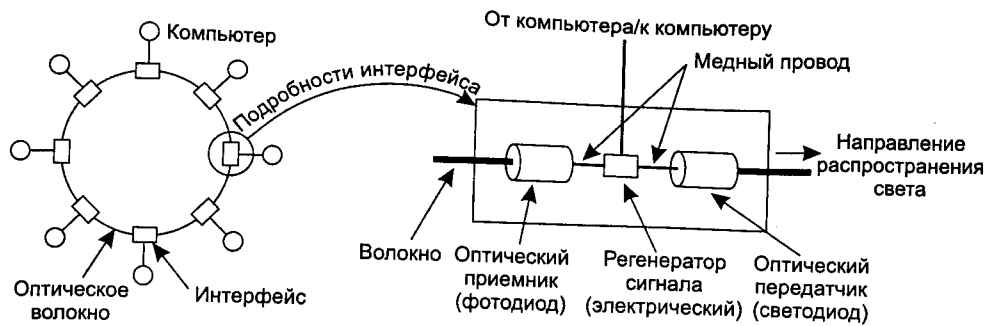 Компьютер
Подробности интерфейса
Оптическое
волокно
Интерфейс
От компьютера/к компьютеру
Медный провод
Направление
распространения
света
Волокно
Оптический
приемник
(фотодиод)
Регенератор
сигнала
(электрический)
Оптический
передатчик
(светодиод)